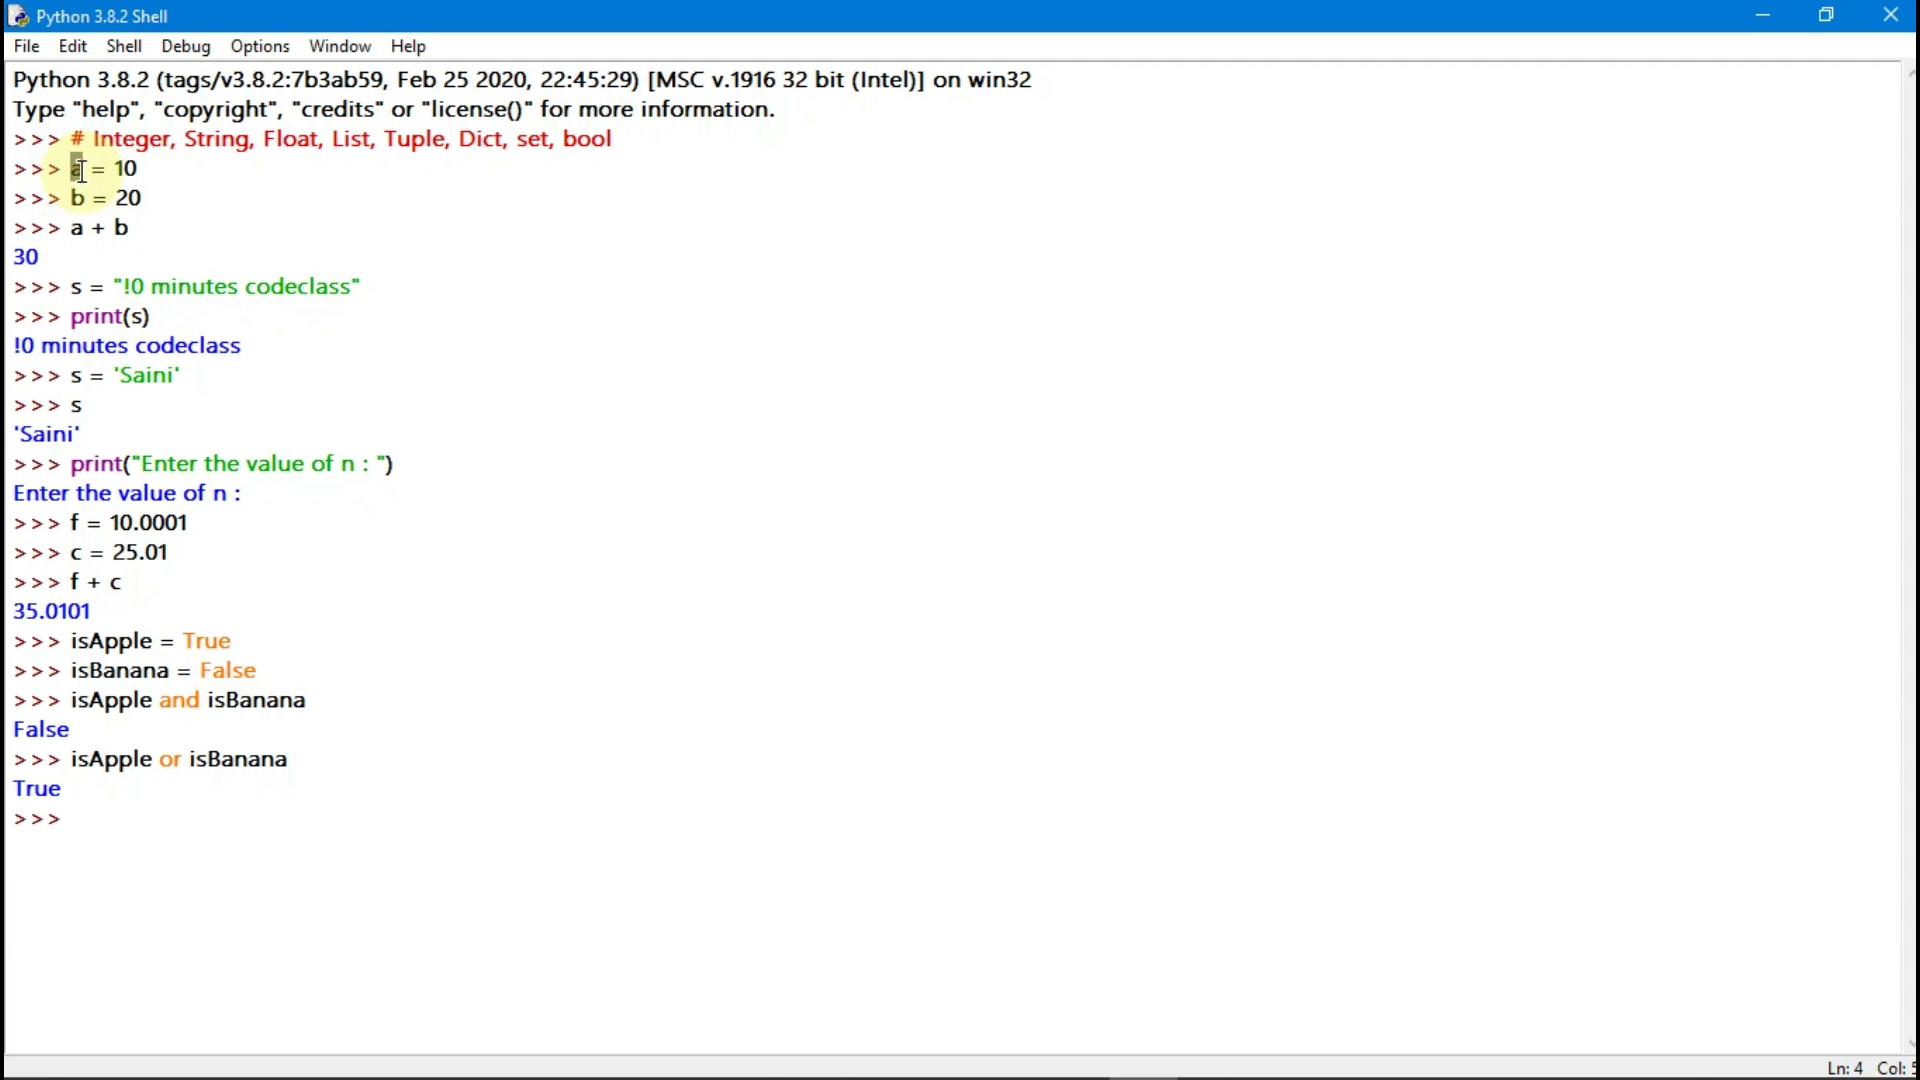 Python 3.8.2 Shell
File Edit Shell Debug Options Window Help
Python 3.8.2 (tags/v3.8.2:7b3ab59, Feb 25 2020, 22:45:29) [MSC v.1916 32 bit (Intel)] on win32
Type "help", "copyright", "credits" or "license()" for more information.
>>> # Integer, String, Float, List, Tuple, Dict, set, bool
>>> a = 10
>>> b = 20
>>> a + b
30
>>> s = "!0 minutes codeclass"
>>> print(s)
!0 minutes codeclass
>>> s = 'Saini'
>>> s
'Saini'
>>> print("Enter the value of n : ")
Enter the value of n :
>>> f = 10.0001
>>> c = 25.01
>>> f + c
35.0101
>>> isApple = True
>>> isBanana = False
>>> isApple and isBanana
False
>>> isApple or isBanana
True
>>>
Ln: 4 Col: 5